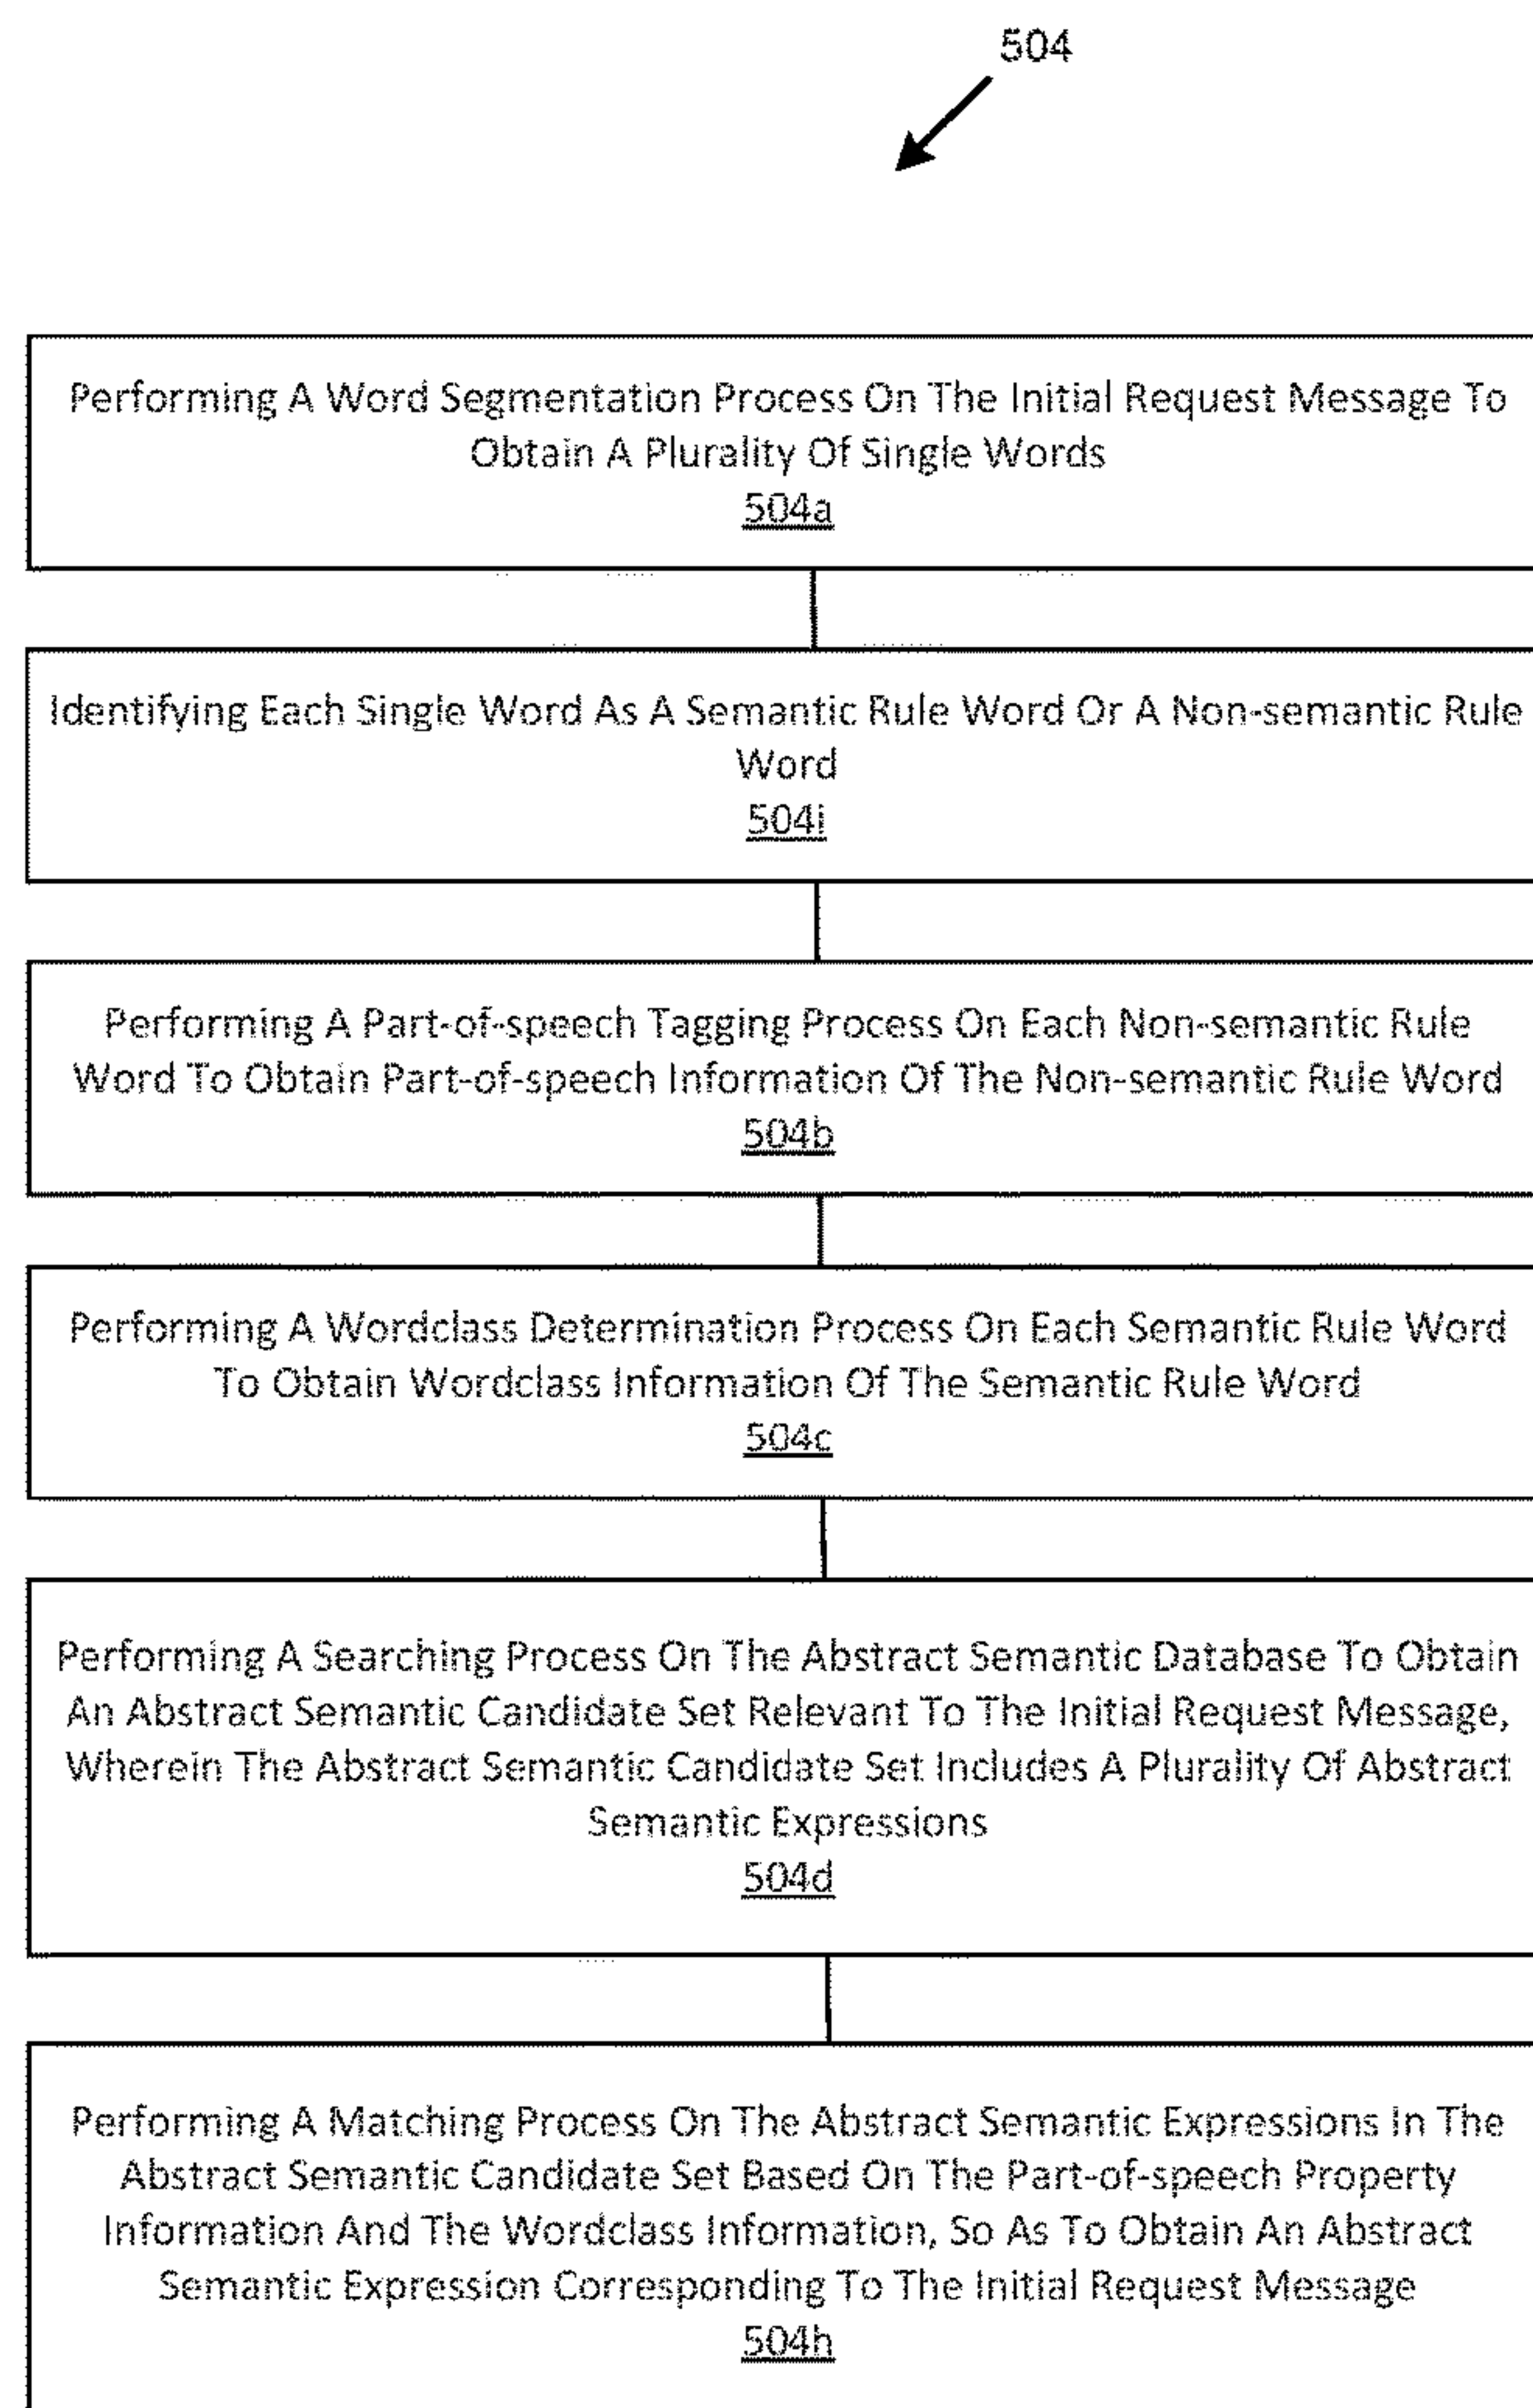 504
Performing A Word Segmentation Process On The Initial Request Message To
Obtain A Plurality Of Single Words
504a
Identifying Each Single Word As A Semantic Rule Word Or A Non-semantic Rule
Word
504i
Performing A Part-of-speech Tagging Process On Each Non-semantic Rule
Word To Obtain Part-of-speech Information Of The Non-semantic Rule Word
504b
Performing A Wordclass Determination Process On Each Semantic Rule Word
To Obtain Wordclass Information Of The Semantic Rule Word
504c
Performing A Searching Process On The Abstract Semantic Database To Obtain
An Abstract Semantic Candidate Set Relevant To The Initial Request Message,
Wherein The Abstract Semantic Candidate Set Includes A Plurality Of Abstract
Semantic Expressions
504d
Performing A Matching Process On The Abstract Semantic Expressions In The
Abstract Semantic Candidate Set Based On The Part-of-speech Property
Information And The Wordclass Information, So As To Obtain An Abstract
Semantic Expression Corresponding To The Initial Request Message
504h